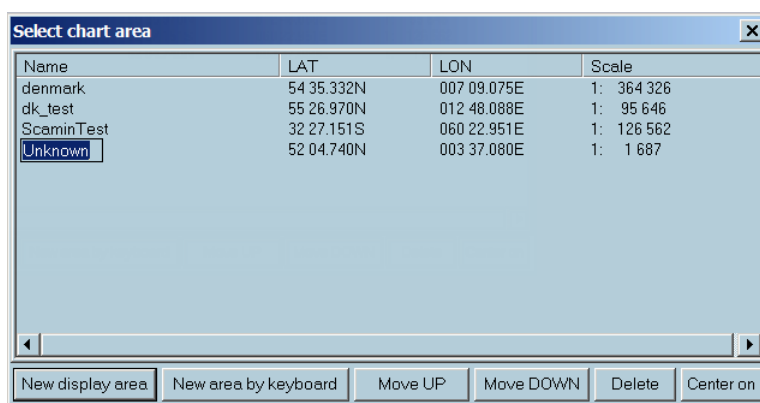 Select chart area
Name LAT LON Scale
denmark 54 35.332N 007 09.075E 1: 364 326
dk_test 55 26.970N 012 48.088E 1: 95 646
ScaminTest 32 27.151S 060 22.951E 1: 126 562
Unknown 52 04.740N 003 37.080E 1: 1 687
New display area New area by keyboard Move UP Move DOWN Delete Center on